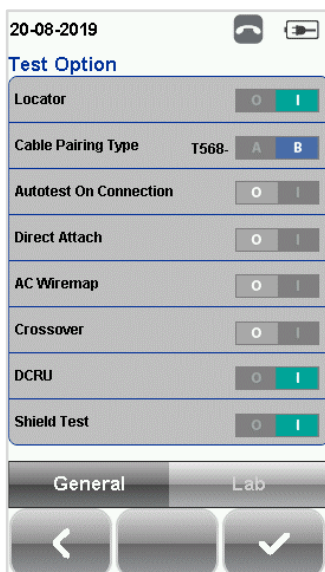 20-08-2019
Test Option
Locator O I
Cable Pairing Type T568- A B
Autotest On Connection O I
Direct Attach O I
AC Wiremap O I
Crossover O I
DCRU O I
Shield Test O I
General Lab